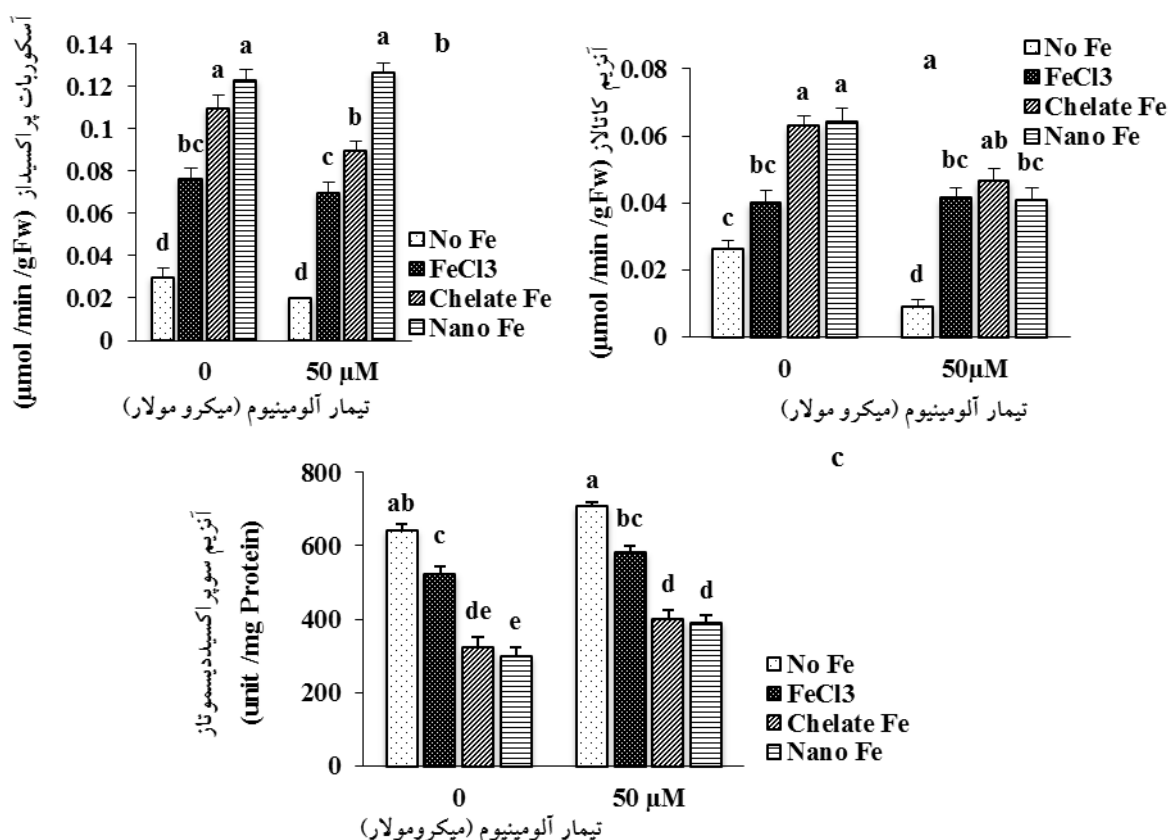 b
آسکوربات پراکسیداز
(µmol /min /gFw)
0.14
0.12
0.1
0.08
0.06
0.04
0.02
0
d
bc
a
a
d
c
b
a
0
50 µM
تیمار آلومینیوم (میکرو مولار)
No Fe
FeCl3
Chelate Fe
Nano Fe
a
آنزیم کاتالاز
(µmol /min /gFw)
0.08
0.06
0.04
0.02
0
c
bc
a
a
d
bc
ab
bc
0
50µM
تیمار آلومینیوم (میکرو مولار)
No Fe
FeCl3
Chelate Fe
Nano Fe
c
آنزیم سوپراکسیددیسموتاز
(unit /mg Protein)
800
600
400
200
0
ab
c
de
e
a
bc
d
d
0
50 µM
تیمار آلومینیوم (میکرومولار)
No Fe
FeCl3
Chelate Fe
Nano Fe